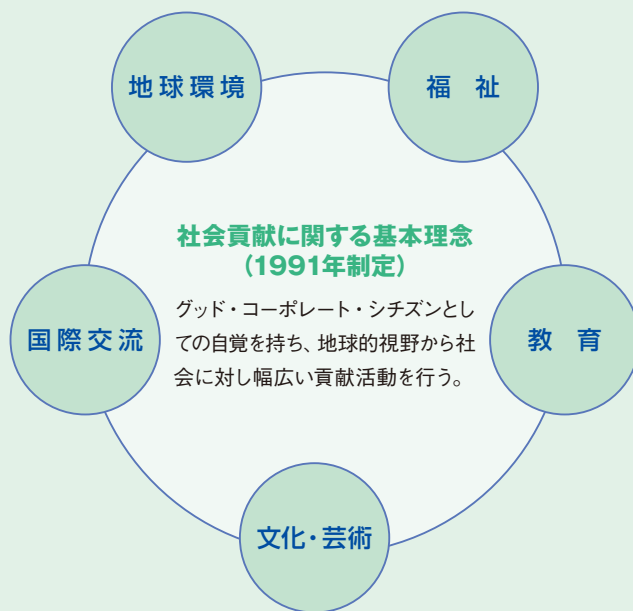 地球環境
福 祉
社会貢献に関する基本理念
(1991年制定)
グッド・コーポレート・シチズンとし
ての自覚を持ち、地球的視野から社
会に対し幅広い貢献活動を行う。
国際交流
教 育
文化・芸術